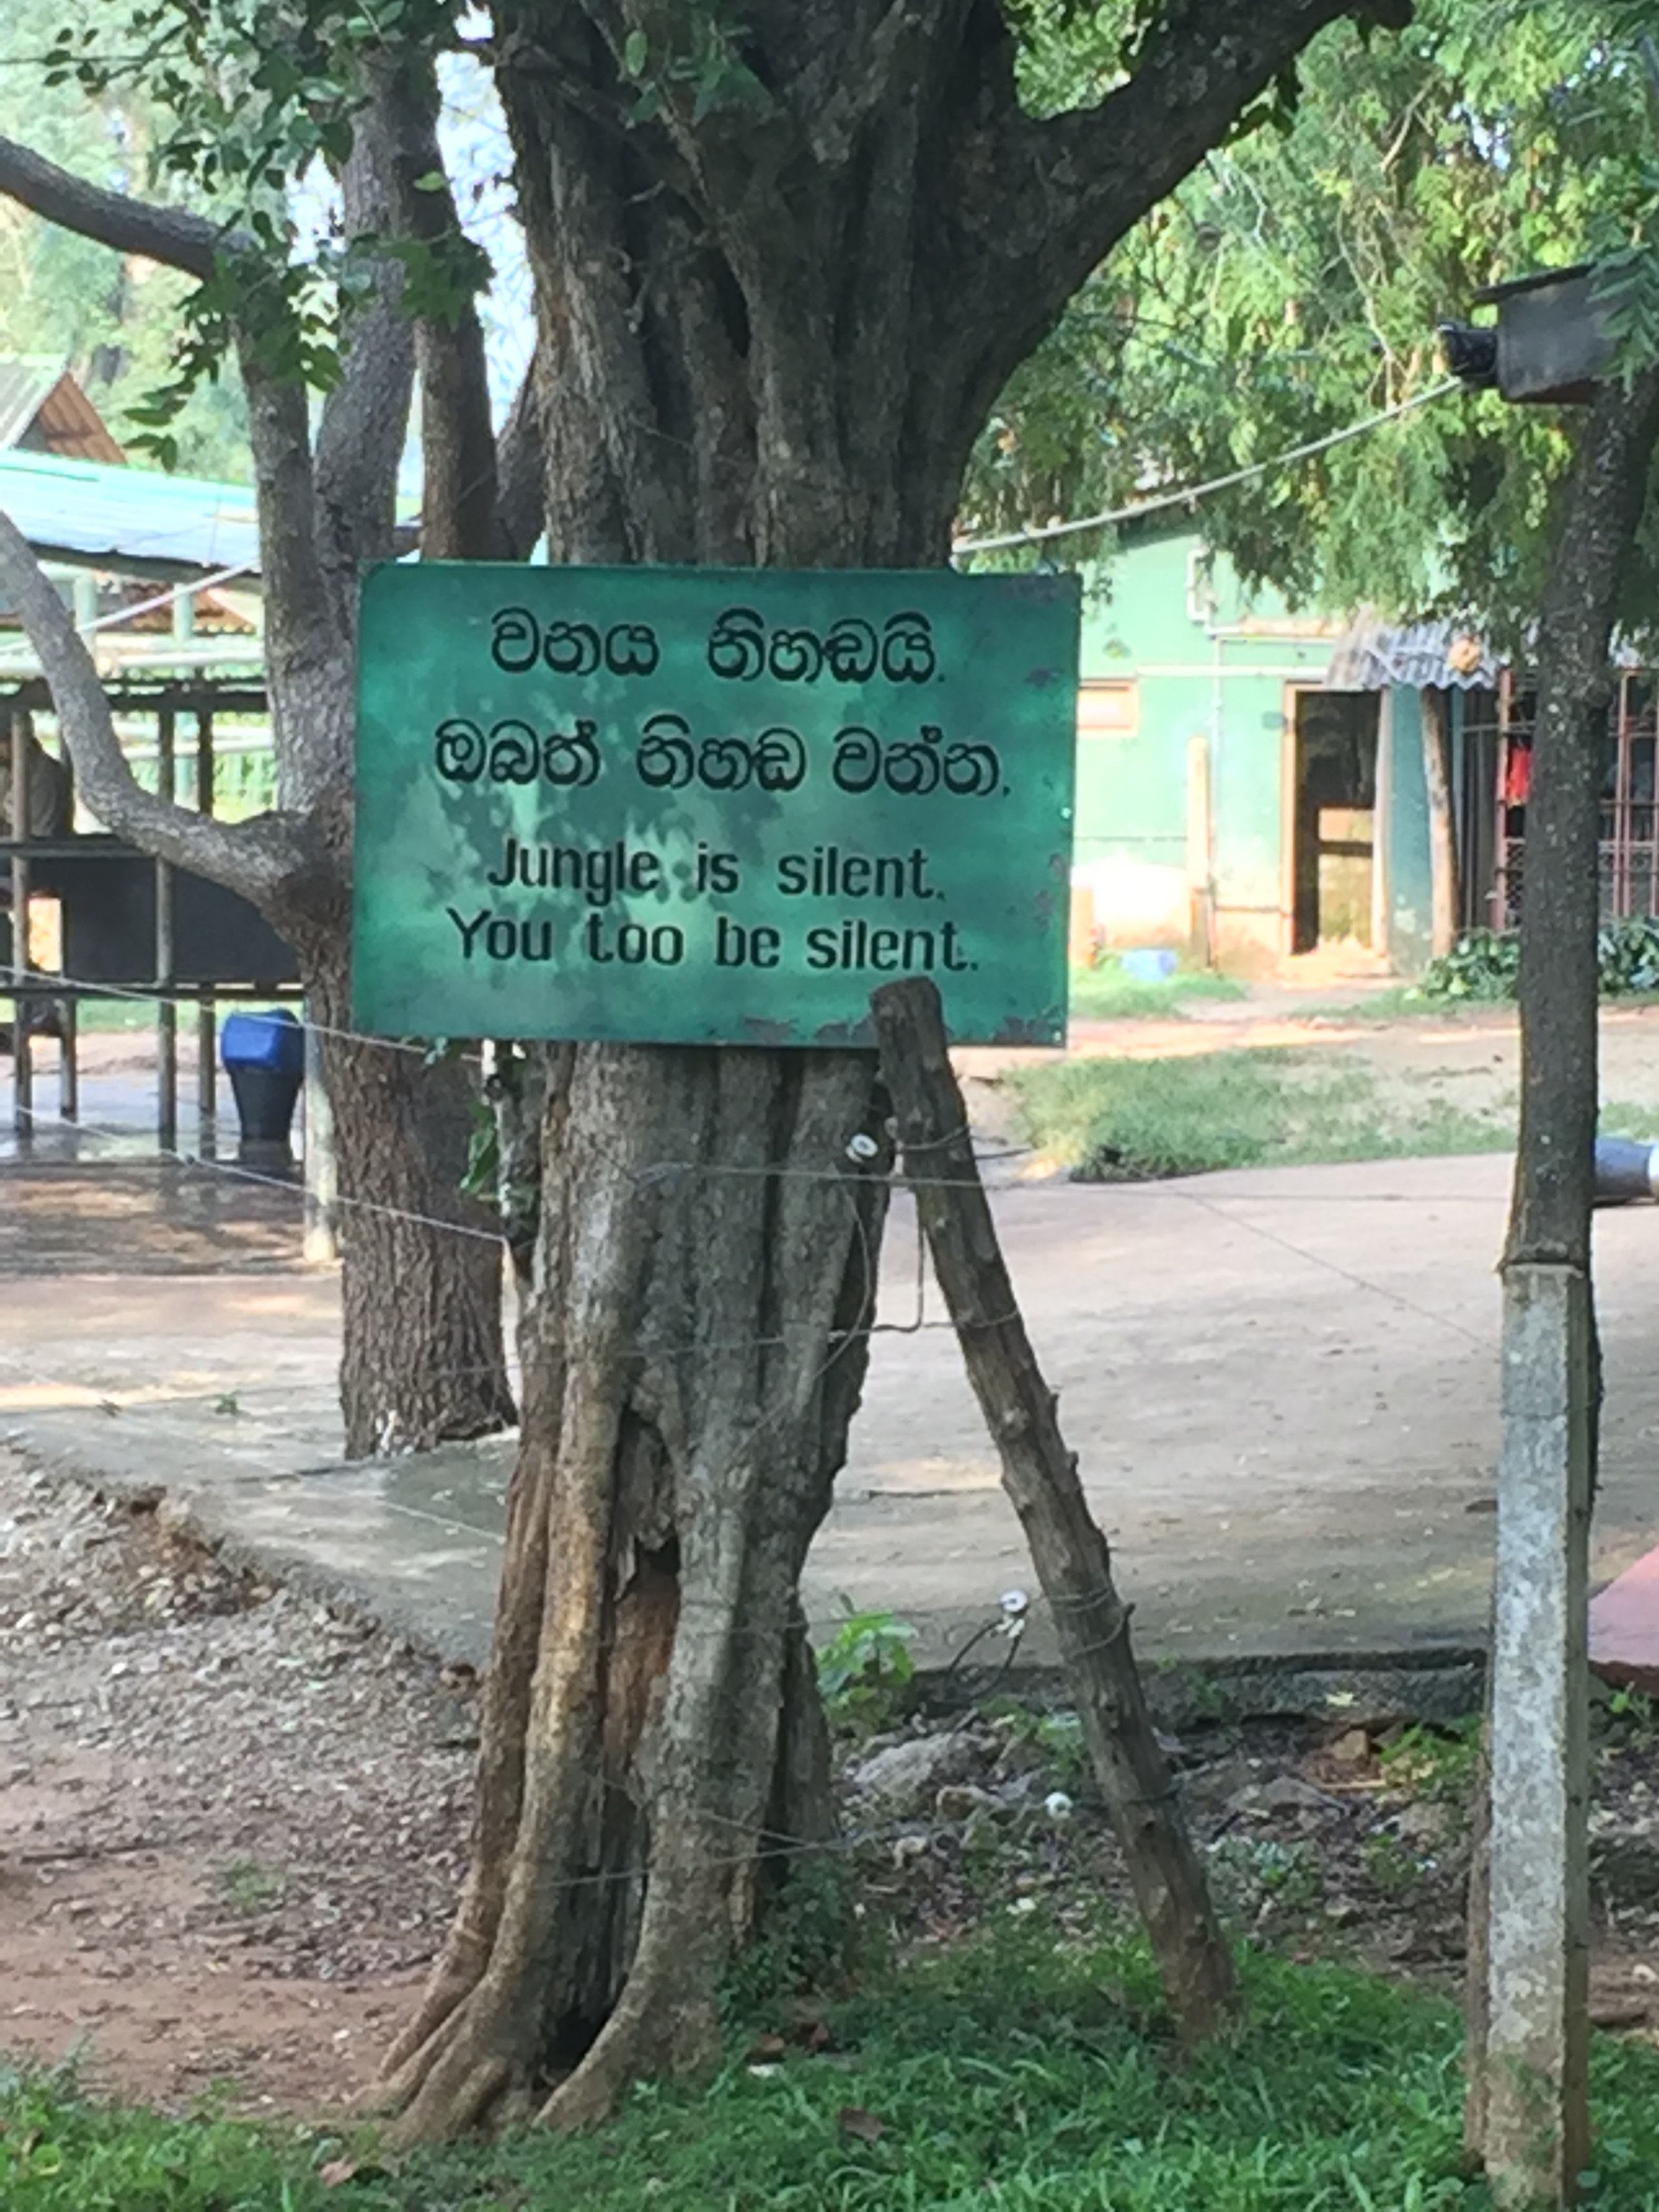 වනය නිහඬයි.
ඔබත් නිහඬ වන්න.
Jungle is silent.
You too be silent.